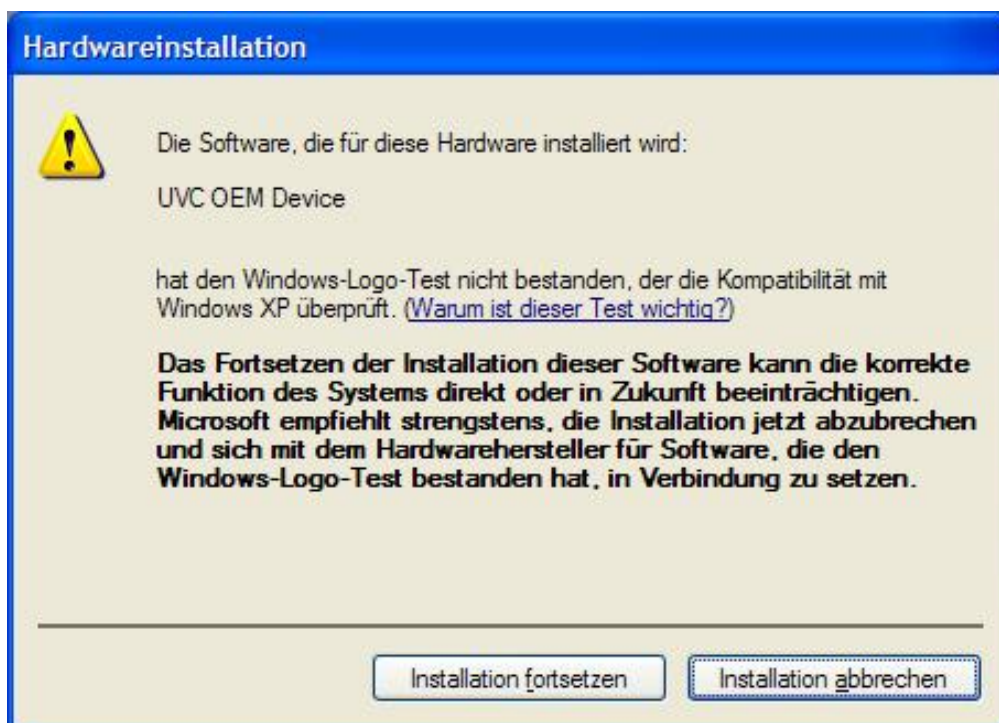 Hardwareinstallation
Die Software, die für diese Hardware installiert wird:
UVC OEM Device
hat den Windows-Logo-Test nicht bestanden, der die Kompatibilität mit
Windows XP überprüft. (Warum ist dieser Test wichtig?)
Das Fortsetzen der Installation dieser Software kann die korrekte
Funktion des Systems direkt oder in Zukunft beeinträchtigen.
Microsoft empfiehlt strengstens, die Installation jetzt abzubrechen
und sich mit dem Hardwarehersteller für Software, die den
Windows-Logo-Test bestanden hat, in Verbindung zu setzen.
Installation fortsetzen
Installation abbrechen